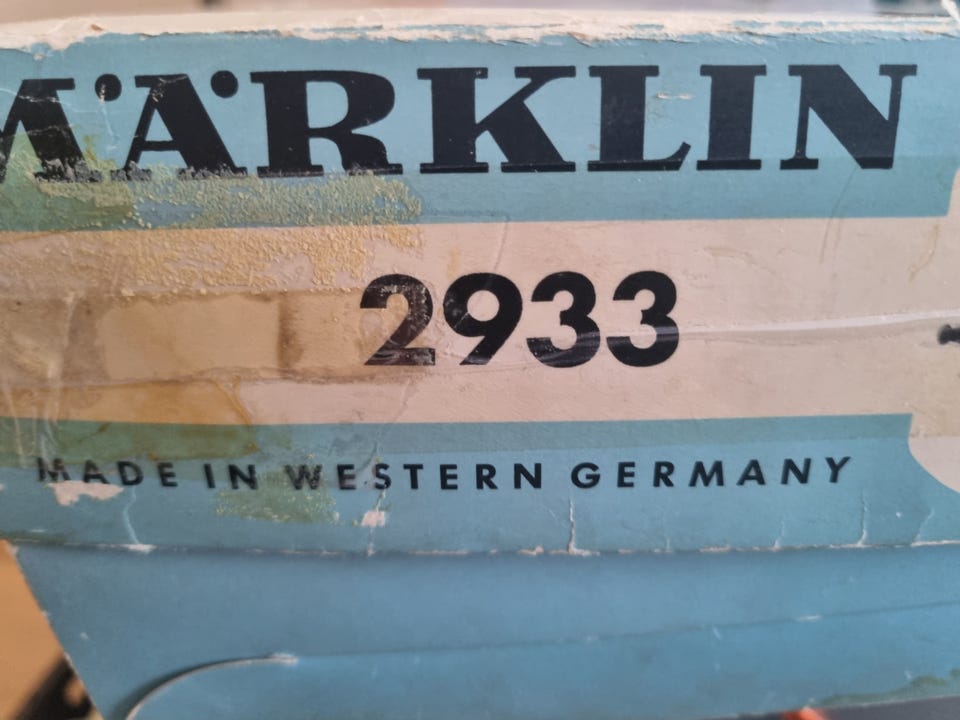 MÄRKLIN
2933
MADE IN WESTERN GERMANY